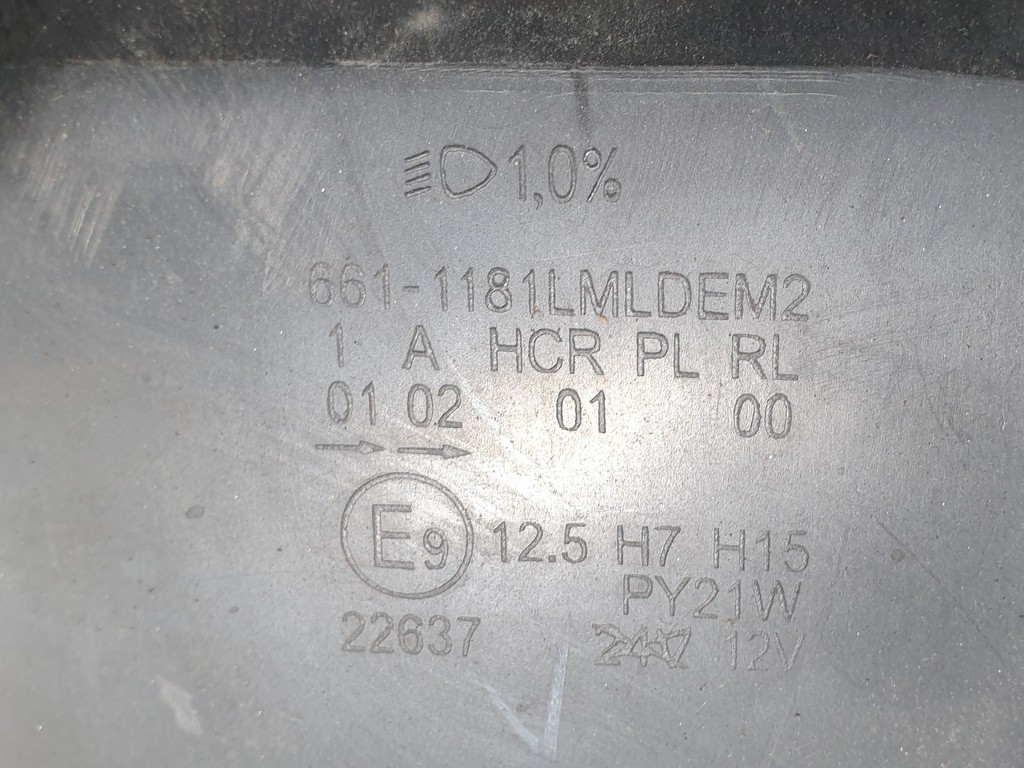 1,0%
661-1181LMLDEM2
1 A HCR PL RL
01 02 01 00
E9 12.5 H7 H15
PY21W
22637 24V 12V